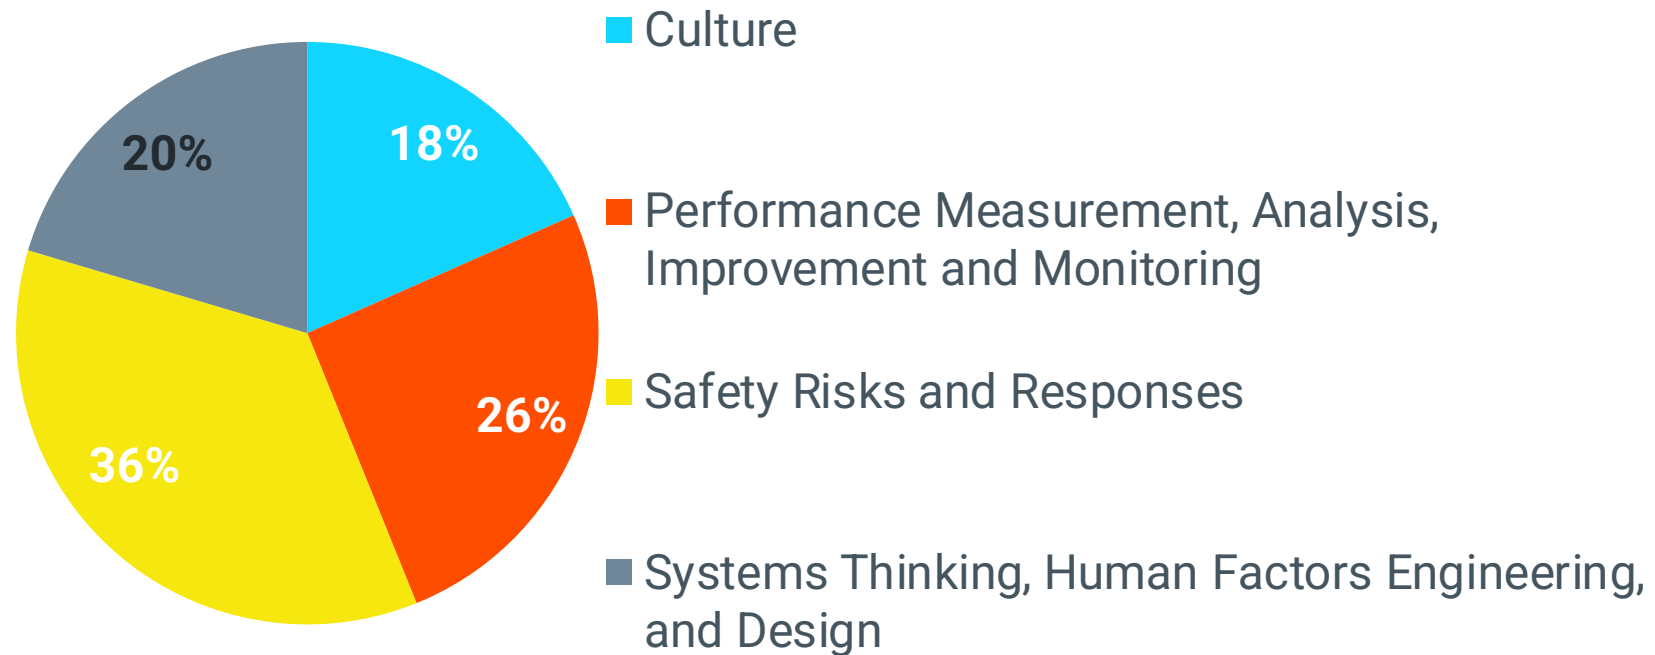 Culture
18%
20%
Performance Measurement, Analysis,
Improvement and Monitoring
Safety Risks and Responses
26%
36%
Systems Thinking, Human Factors Engineering,
and Design